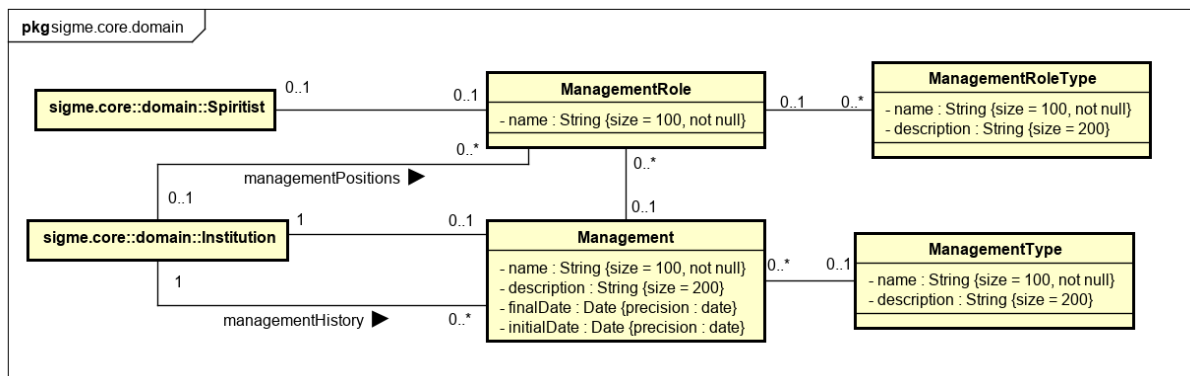 pkg sigme.core.domain
sigme.core::domain::Spiritist
0..1
0..1
ManagementRole
- name : String {size = 100, not null}
0..1
0..*
ManagementRoleType
- name : String {size = 100, not null}
- description : String {size = 200}
0..*
managementPositions
0..1
0..*
0..1
sigme.core::domain::Institution
1
0..1
Management
- name : String {size = 100, not null}
- description : String {size = 200}
- finalDate : Date {precision : date}
- initialDate : Date {precision : date}
0..*
0..1
ManagementType
- name : String {size = 100, not null}
- description : String {size = 200}
1
managementHistory
0..*